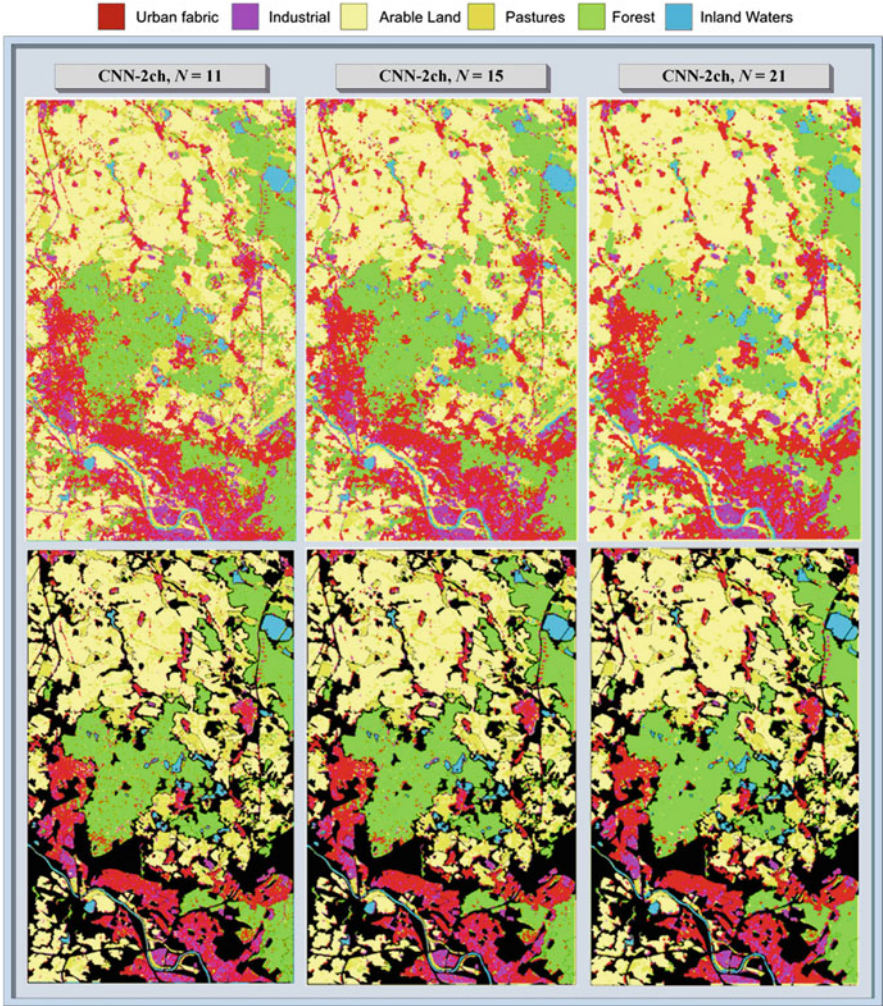 Urban fabric Industrial Arable Land Pastures Forest Inland Waters
CNN-2ch, N = 11 CNN-2ch, N = 15 CNN-2ch, N = 21